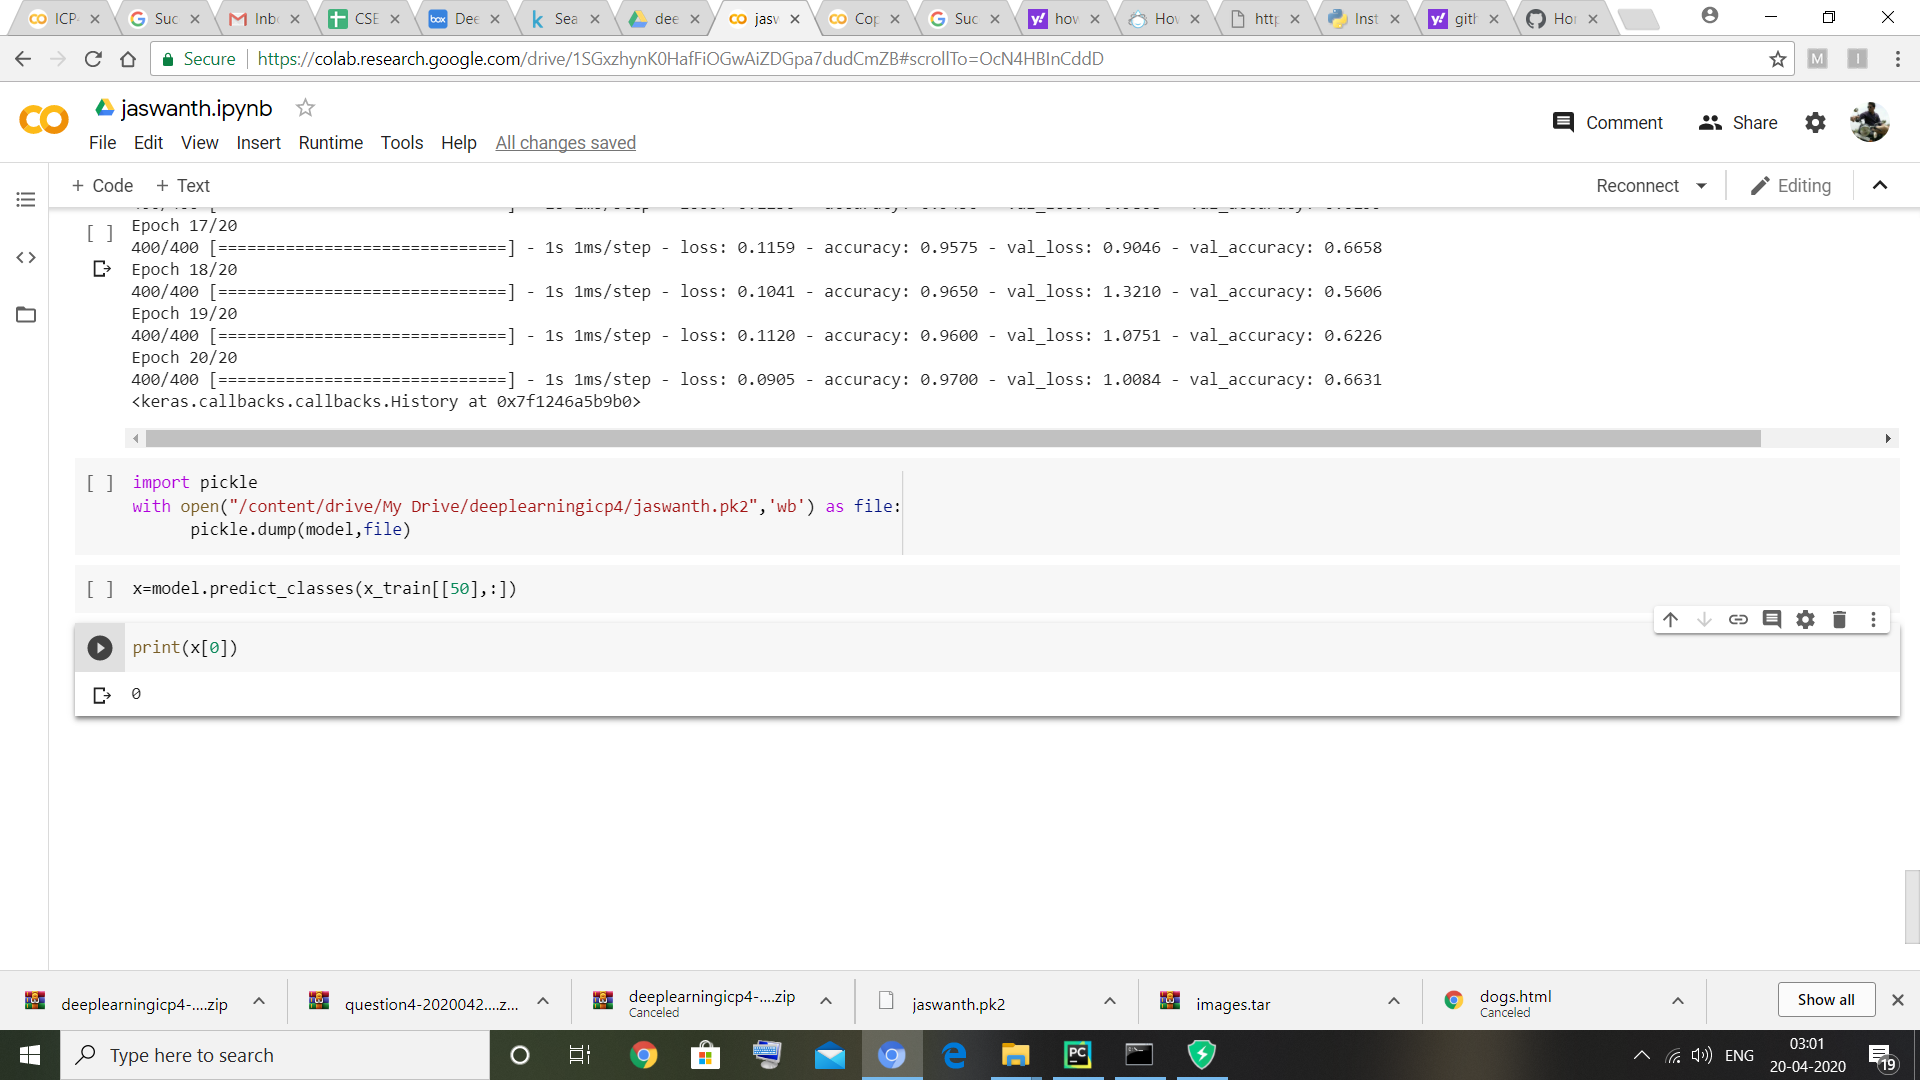 ICP-
Suc
Inb
CSE
Dee
Sea
dee
jasw
Cop
Suc
how
How
http
Inst
gith
Hor
Secure
https://colab.research.google.com/drive/1SGxzhynK0HafFiOGwAiZDGpa7dudCmZB#scrollTo=OcN4HBInCddD
jaswanth.ipynb
Comment
Share
File Edit View Insert Runtime Tools Help All changes saved
+ Code + Text
Reconnect
Editing
Epoch 17/20
[ ]
400/400 [==============================] - 1s 1ms/step - loss: 0.1159 - accuracy: 0.9575 - val_loss: 0.9046 - val_accuracy: 0.6658
Epoch 18/20
400/400 [==============================] - 1s 1ms/step - loss: 0.1041 - accuracy: 0.9650 - val_loss: 1.3210 - val_accuracy: 0.5606
Epoch 19/20
400/400 [==============================] - 1s 1ms/step - loss: 0.1120 - accuracy: 0.9600 - val_loss: 1.0751 - val_accuracy: 0.6226
Epoch 20/20
400/400 [==============================] - 1s 1ms/step - loss: 0.0905 - accuracy: 0.9700 - val_loss: 1.0084 - val_accuracy: 0.6631
<keras.callbacks.callbacks.History at 0x7f1246a5b9b0>
[ ] import pickle
with open("/content/drive/My Drive/deeplearningicp4/jaswanth.pk2",'wb') as file:
pickle.dump(model,file)
[ ] x=model.predict_classes(x_train[[50],:])
print(x[0])
0
deeplearningicp4-....zip
question4-2020042....z...
deeplearningicp4-....zip
Canceled
jaswanth.pk2
images.tar
dogs.html
Canceled
Show all
Type here to search
ENG
03:01
20-04-2020
19